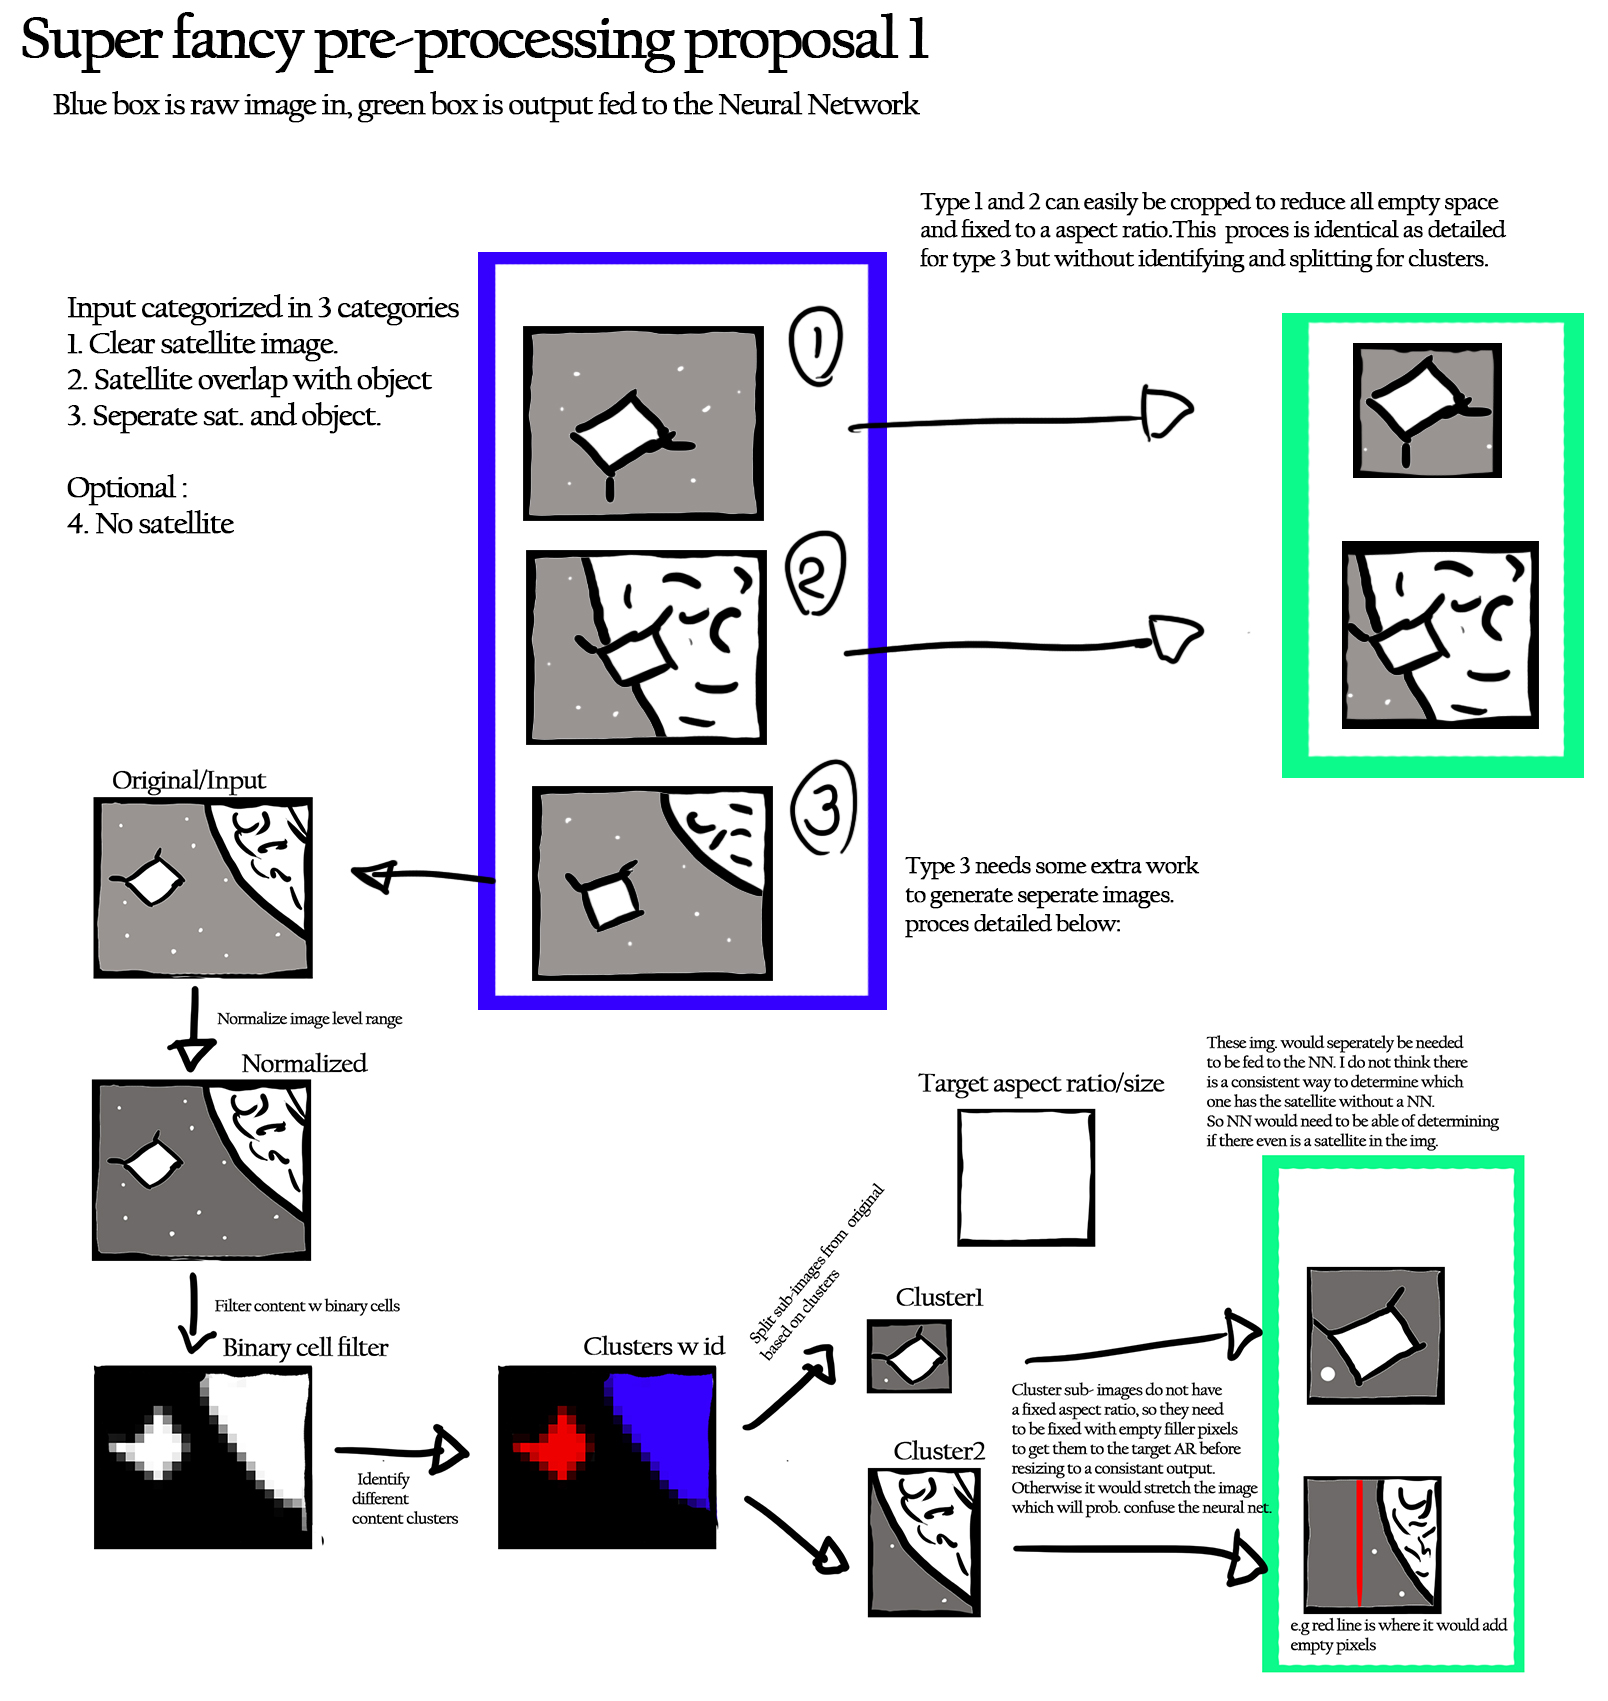 Super fancy pre-processing proposal 1
Blue box is raw image in, green box is output fed to the Neural Network
Type 1 and 2 can easily be cropped to reduce all empty space
and fixed to a aspect ratio.This  proces is identical as detailed
for type 3 but without identifying and splitting for clusters.
Input categorized in 3 categories
1. Clear satellite image.
2. Satellite overlap with object
3. Seperate sat. and object.
Optional :
4. No satellite
1
2
3
Type 3 needs some extra work
to generate seperate images.
proces detailed below:
Original/Input
Normalize image level range
Normalized
Filter content w binary cells
Binary cell filter
Identify
different
content clusters
Clusters w id
Split sub-images from  original
based on clusters
Target aspect ratio/size
Cluster1
Cluster2
Cluster sub- images do not have
a fixed aspect ratio, so they need
to be fixed with empty filler pixels
to get them to the target AR before
resizing to a consistant output.
Otherwise it would stretch the image
which will prob. confuse the neural net.
These img. would seperately be needed
to be fed to the NN. I do not think there
is a consistent way to determine which
one has the satellite without a NN.
So NN would need to be able of determining
if there even is a satellite in the img.
e.g red line is where it would add
empty pixels